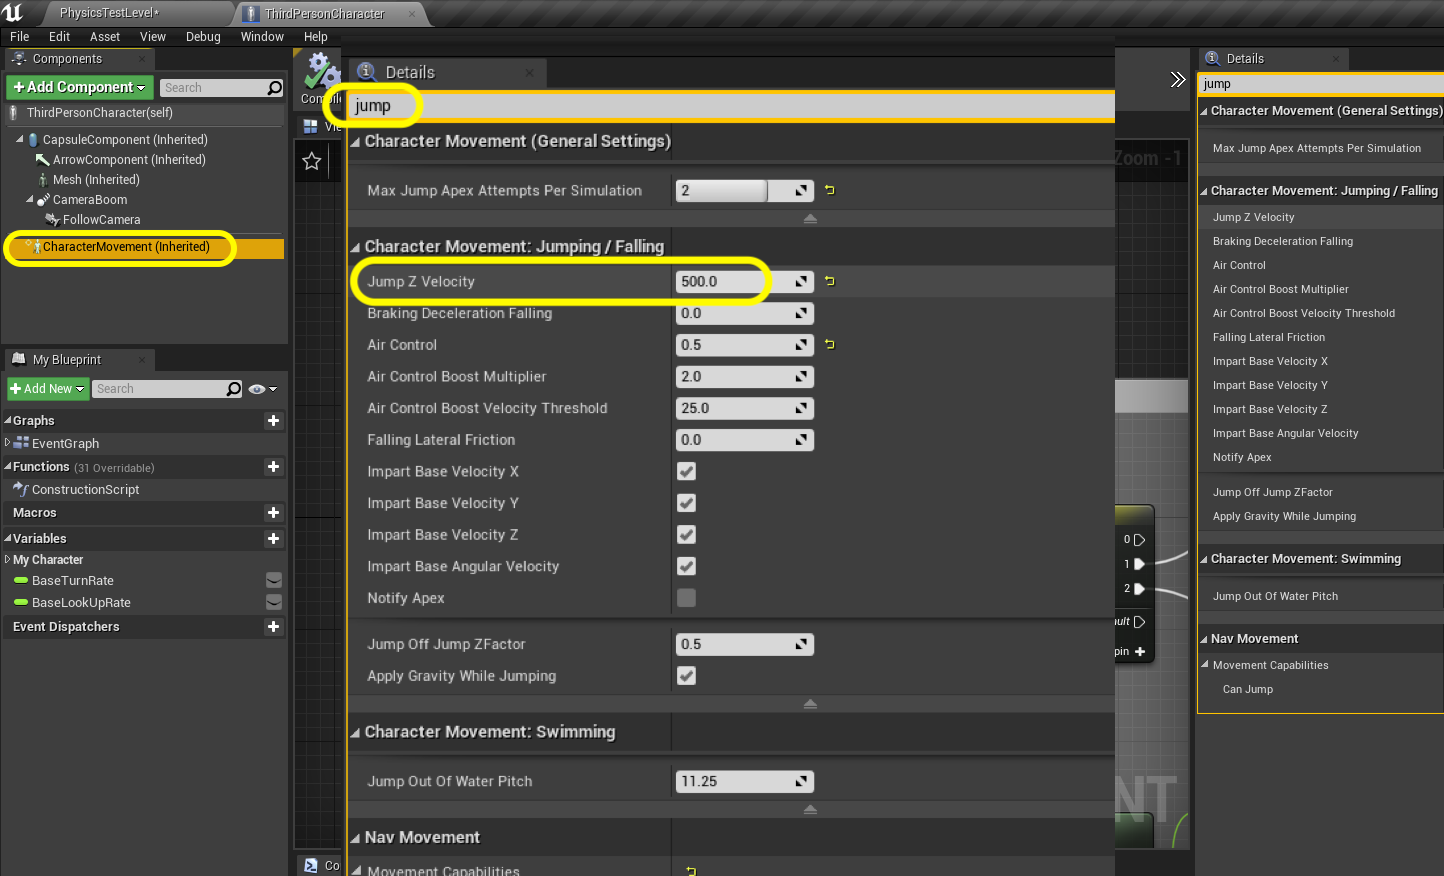 PhysicsTestLevel*
ThirdPersonCharacter
File Edit Asset View Debug Window Help
Components
Add Component
Search
ThirdPersonCharacter(self)
CapsuleComponent (Inherited)
ArrowComponent (Inherited)
Mesh (Inherited)
CameraBoom
FollowCamera
CharacterMovement (Inherited)
My Blueprint
Add New
Search
Graphs
EventGraph
Functions (31 Overridable)
ConstructionScript
Macros
Variables
My Character
BaseTurnRate
BaseLookUpRate
Event Dispatchers
Details
jump
Character Movement (General Settings)
Max Jump Apex Attempts Per Simulation 2
Character Movement: Jumping / Falling
Jump Z Velocity 500.0
Braking Deceleration Falling 0.0
Air Control 0.5
Air Control Boost Multiplier 2.0
Air Control Boost Velocity Threshold 25.0
Falling Lateral Friction 0.0
Impart Base Velocity X
Impart Base Velocity Y
Impart Base Velocity Z
Impart Base Angular Velocity
Notify Apex
Jump Off Jump ZFactor 0.5
Apply Gravity While Jumping
Character Movement: Swimming
Jump Out Of Water Pitch 11.25
Nav Movement
Movement Capabilities
Zoom -1
0
1
2
pin
NT
Details
jump
Character Movement (General Settings)
Max Jump Apex Attempts Per Simulation
Character Movement: Jumping / Falling
Jump Z Velocity
Braking Deceleration Falling
Air Control
Air Control Boost Multiplier
Air Control Boost Velocity Threshold
Falling Lateral Friction
Impart Base Velocity X
Impart Base Velocity Y
Impart Base Velocity Z
Impart Base Angular Velocity
Notify Apex
Jump Off Jump ZFactor
Apply Gravity While Jumping
Character Movement: Swimming
Jump Out Of Water Pitch
Nav Movement
Movement Capabilities
Can Jump